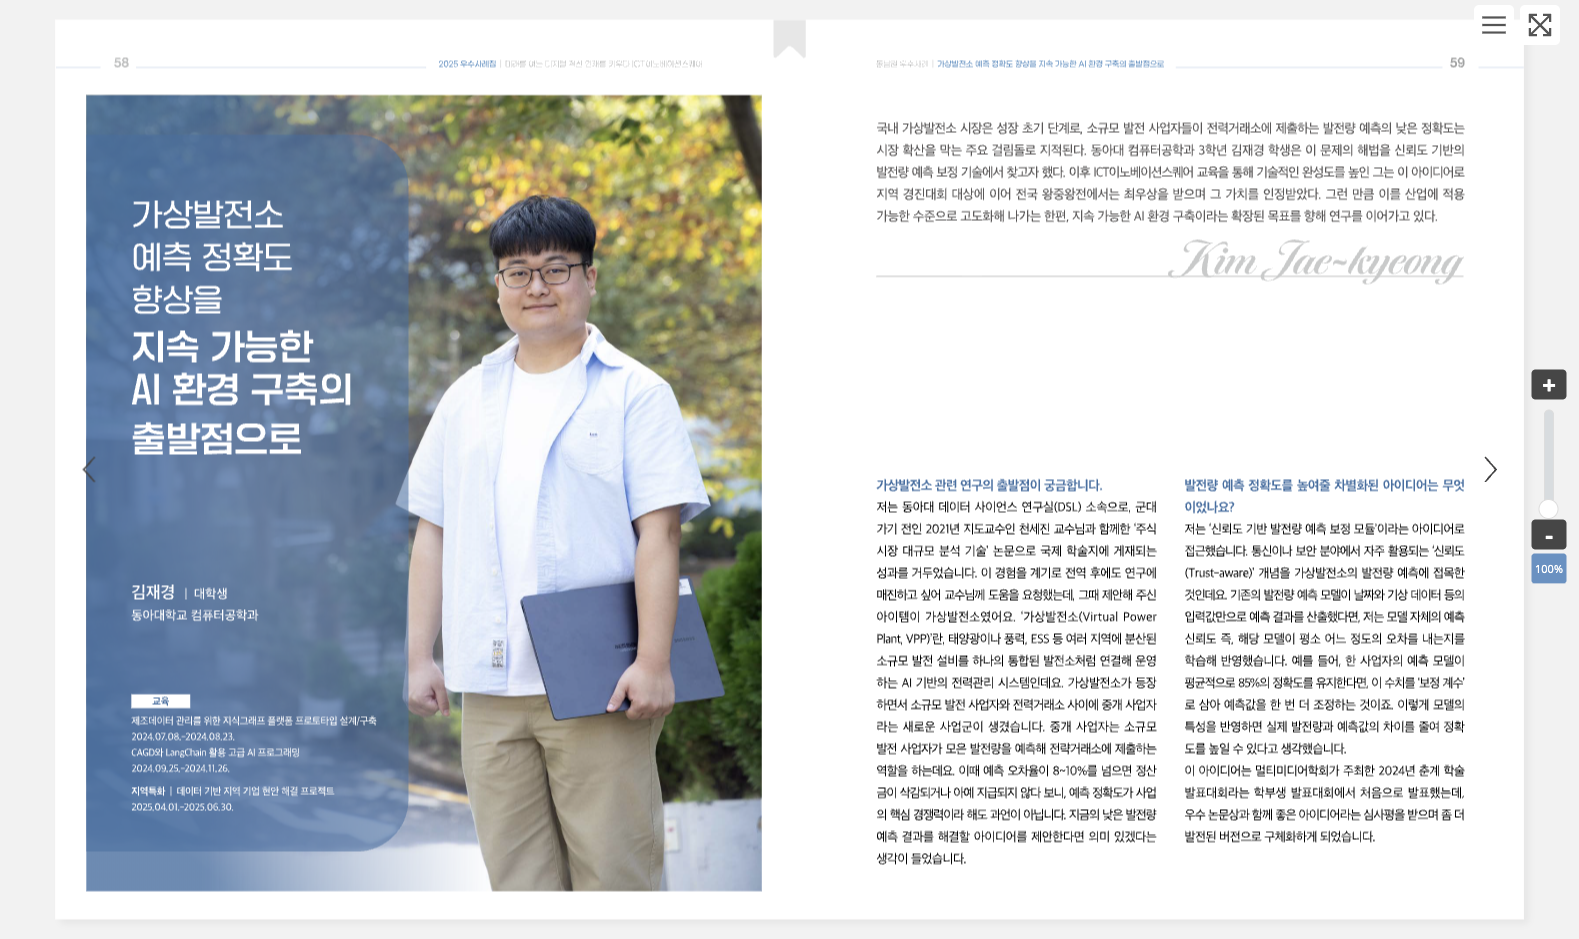 58
2025 우수사례집
가상발전소
예측 정확도
향상을
지속 가능한
AI 환경 구축의
출발점으로
김재경 | 대학생
동아대학교 컴퓨터공학과
교육
제조데이터 관리를 위한 지식그래프 플랫폼 프로토타입 설계/구축
2024.07.08.~2024.08.23.
CAGD와 LangChain 활용 고급 AI 프로그래밍
2024.09.25.~2024.11.26.
지역특화 | 데이터 기반 지역 기업 현안 해결 프로젝트
2025.04.01.~2025.06.30.
우수사례 | 가상발전소 예측 정확도 향상을 지속 가능한 AI 환경 구축의 출발점으로
59
국내 가상발전소 시장은 성장 초기 단계로, 소규모 발전 사업자들이 전력거래소에 제출하는 발전량 예측의 낮은 정확도는
시장 확산을 막는 주요 걸림돌로 지적된다. 동아대 컴퓨터공학과 3학년 김재경 학생은 이 문제의 해법을 신뢰도 기반의
발전량 예측 보정 기술에서 찾고자 했다. 이후 ICT이노베이션스퀘어 교육을 통해 기술적인 완성도를 높인 그는 이 아이디어로
지역 경진대회 대상에 이어 전국 왕중왕전에서는 최우수상을 받으며 그 가치를 인정받았다. 그런 만큼 이를 산업에 적용
가능한 수준으로 고도화해 나가는 한편, 지속 가능한 AI 환경 구축이라는 확장된 목표를 향해 연구를 이어가고 있다.
Kim Jae-kyeong
가상발전소 관련 연구의 출발점이 궁금합니다.
저는 동아대 데이터 사이언스 연구실(DSL) 소속으로, 군대
가기 전인 2021년 지도교수인 천세진 교수님과 함께한 '주식
시장 대규모 분석 기술' 논문으로 국제 학술지에 게재되는
성과를 거두었습니다. 이 경험을 계기로 전역 후에도 연구에
매진하고 싶어 교수님께 도움을 요청했는데, 그때 제안해 주신
아이템이 가상발전소였어요. '가상발전소(Virtual Power
Plant, VPP)'란, 태양광이나 풍력, ESS 등 여러 지역에 분산된
소규모 발전 설비를 하나의 통합된 발전소처럼 연결해 운영
하는 AI 기반의 전력관리 시스템인데요. 가상발전소가 등장
하면서 소규모 발전 사업자와 전력거래소 사이에 중개 사업자
라는 새로운 사업군이 생겼습니다. 중개 사업자는 소규모
발전 사업자가 모은 발전량을 예측해 전략거래소에 제출하는
역할을 하는데요. 이때 예측 오차율이 8~10%를 넘으면 정산
금이 삭감되거나 아예 지급되지 않다 보니, 예측 정확도가 사업
의 핵심 경쟁력이라 해도 과언이 아닙니다. 지금의 낮은 발전량
예측 결과를 해결할 아이디어를 제안한다면 의미 있겠다는
생각이 들었습니다.
발전량 예측 정확도를 높여줄 차별화된 아이디어는 무엇
이었나요?
저는 '신뢰도 기반 발전량 예측 보정 모듈'이라는 아이디어로
접근했습니다. 통신이나 보안 분야에서 자주 활용되는 '신뢰도
(Trust-aware)' 개념을 가상발전소의 발전량 예측에 접목한
것인데요. 기존의 발전량 예측 모델이 날짜와 기상 데이터 등의
입력값만으로 예측 결과를 산출했다면, 저는 모델 자체의 예측
신뢰도 즉, 해당 모델이 평소 어느 정도의 오차를 내는지를
학습해 반영했습니다. 예를 들어, 한 사업자의 예측 모델이
평균적으로 85%의 정확도를 유지한다면, 이 수치를 '보정 계수'
로 삼아 예측값을 한 번 더 조정하는 것이죠. 이렇게 모델의
특성을 반영하면 실제 발전량과 예측값의 차이를 줄여 정확
도를 높일 수 있다고 생각했습니다.
이 아이디어는 멀티미디어학회가 주최한 2024년 춘계 학술
발표대회라는 학부생 발표대회에서 처음으로 발표했는데,
우수 논문상과 함께 좋은 아이디어라는 심사평을 받으며 좀 더
발전된 버전으로 구체화하게 되었습니다.
+
-
100%